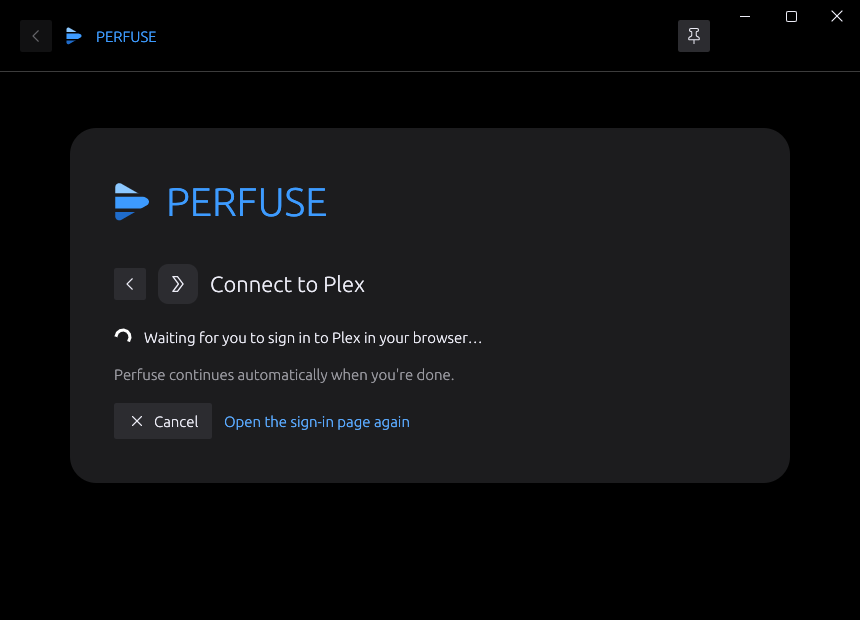 PERFUSE
PERFUSE
Connect to Plex
Waiting for you to sign in to Plex in your browser...
Perfuse continues automatically when you're done.
Cancel
Open the sign-in page again